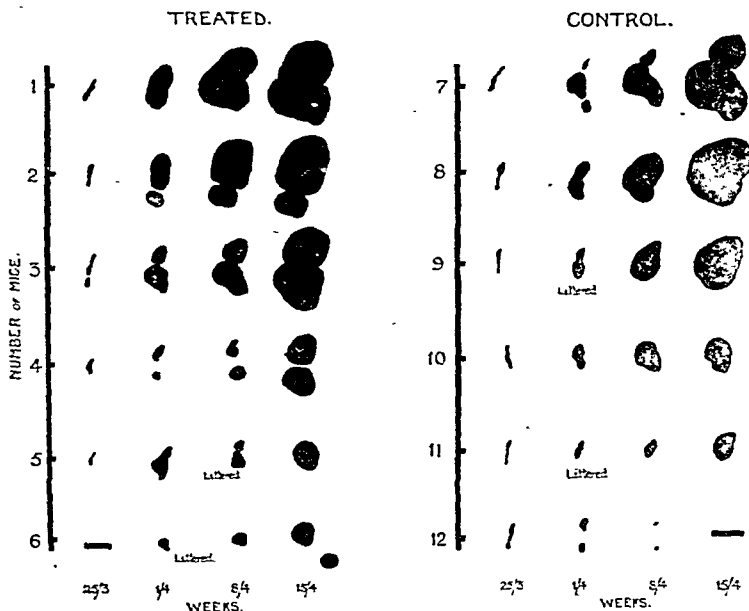 TREATED.
CONTROL.
NUMBER OF MICE.
1
2
3
4
5
6
Littered
Littered
25/3
1/4
8/4
15/4
WEEKS.
7
8
9
10
11
12
Littered
Littered
25/3
1/4
8/4
15/4
WEEKS.